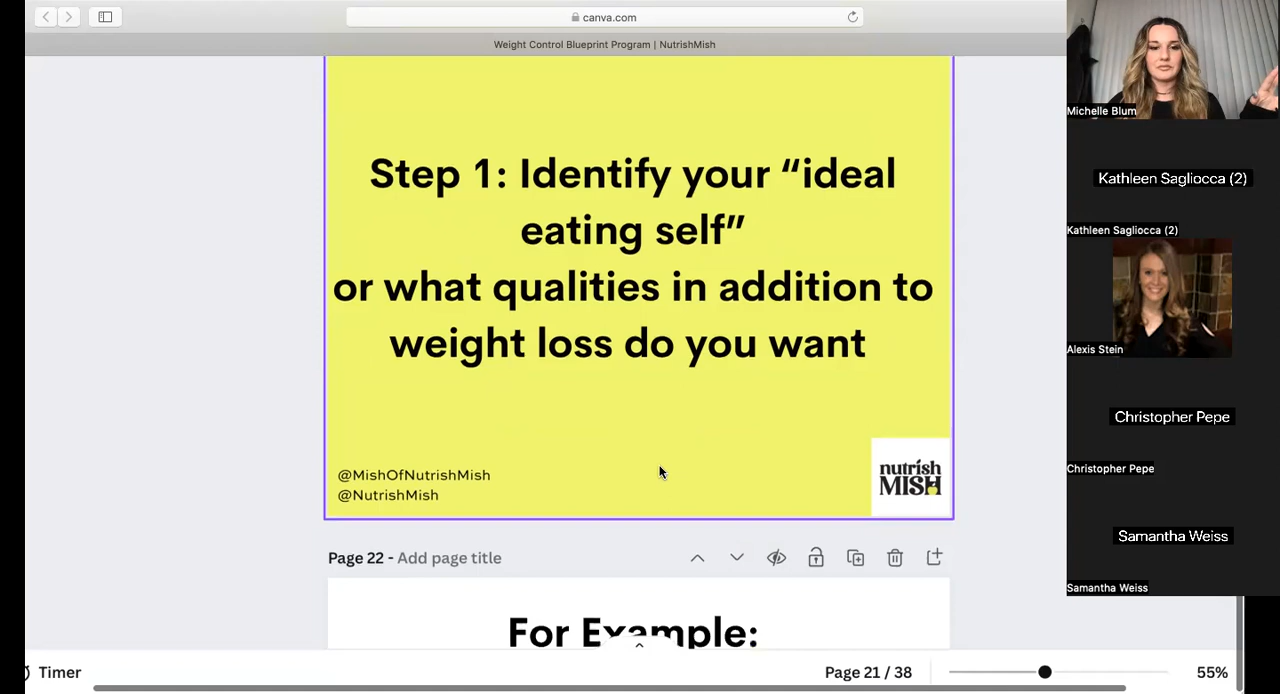 canva.com
Weight Control Blueprint Program | NutrishMish
Step 1: Identify your “ideal
eating self”
or what qualities in addition to
weight loss do you want
@MishOfNutrishMish
@NutrishMish
nutrish
MISH
Page 22 - Add page title
For Example:
Timer
Page 21 / 38
55%
Michelle Blum
Kathleen Sagliocca (2)
Kathleen Sagliocca (2)
Alexis Stein
Christopher Pepe
Christopher Pepe
Samantha Weiss
Samantha Weiss